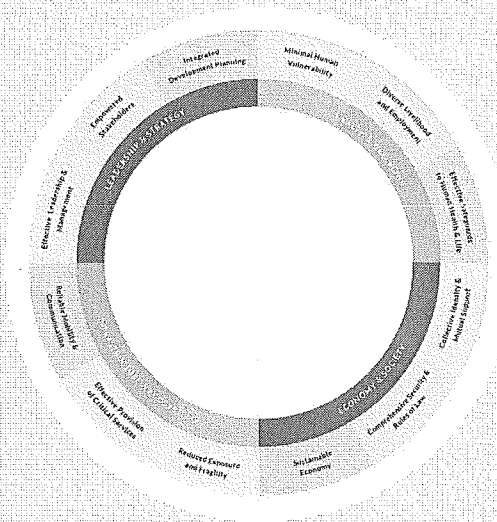 Integrated
Development Planning
Minimal Human
Vulnerability
Diverse Livelihood
and Employment
Effective Safeguards
to Human Health & Life
Collective Identity &
Mutual Support
Comprehensive Security &
Rules of Law
Sustainable
Economy
Reduced Exposure
and Fragility
Effective Provision
of Critical Services
Reliable Mobility &
Communication
Effective Leadership &
Management
Empowered
Stakeholders
LEADERSHIP & STRATEGY
ECONOMY & SOCIETY